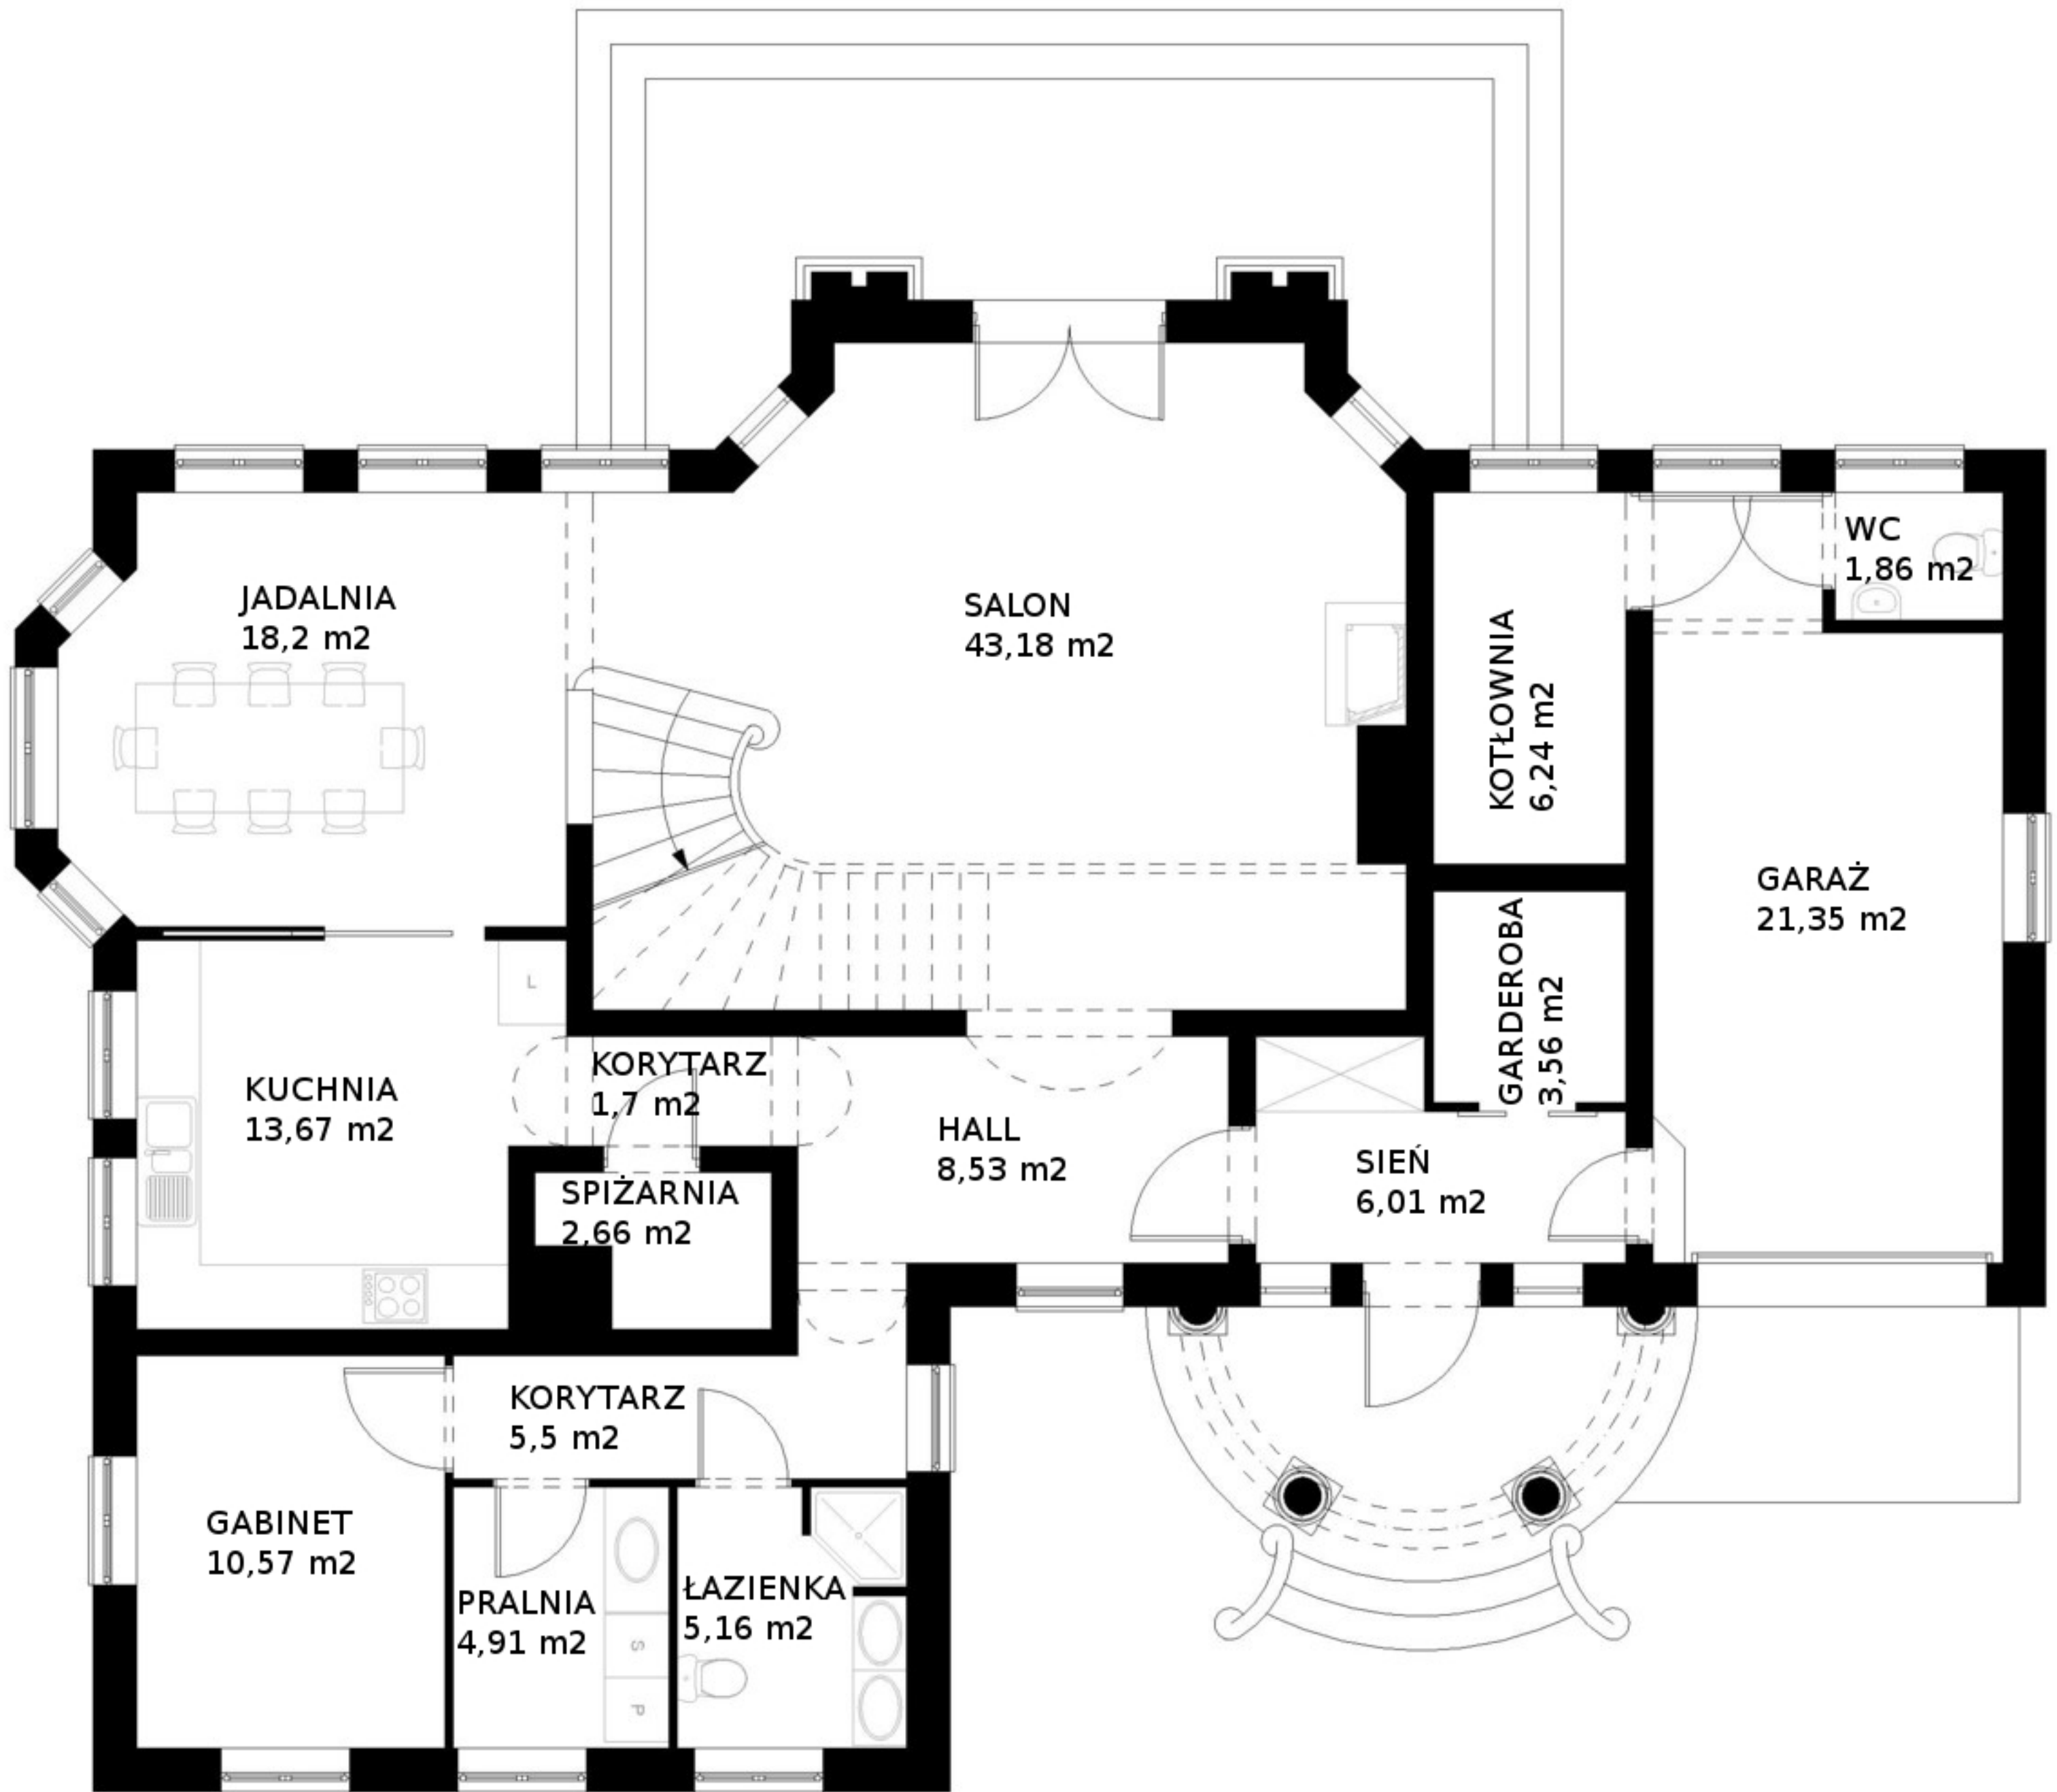 WC
1,86 m2
JADALNIA
18,2 m2
SALON
43,18 m2
KOTŁOWNIA
6,24 m2
GARAŻ
21,35 m2
GARDEROBA
3,56 m2
L
KORYTARZ
1,7 m2
KUCHNIA
13,67 m2
HALL
8,53 m2
SIEŃ
6,01 m2
SPIŻARNIA
2,66 m2
KORYTARZ
5,5 m2
GABINET
10,57 m2
PRALNIA
4,91 m2
ŁAZIENKA
5,16 m2
S
P